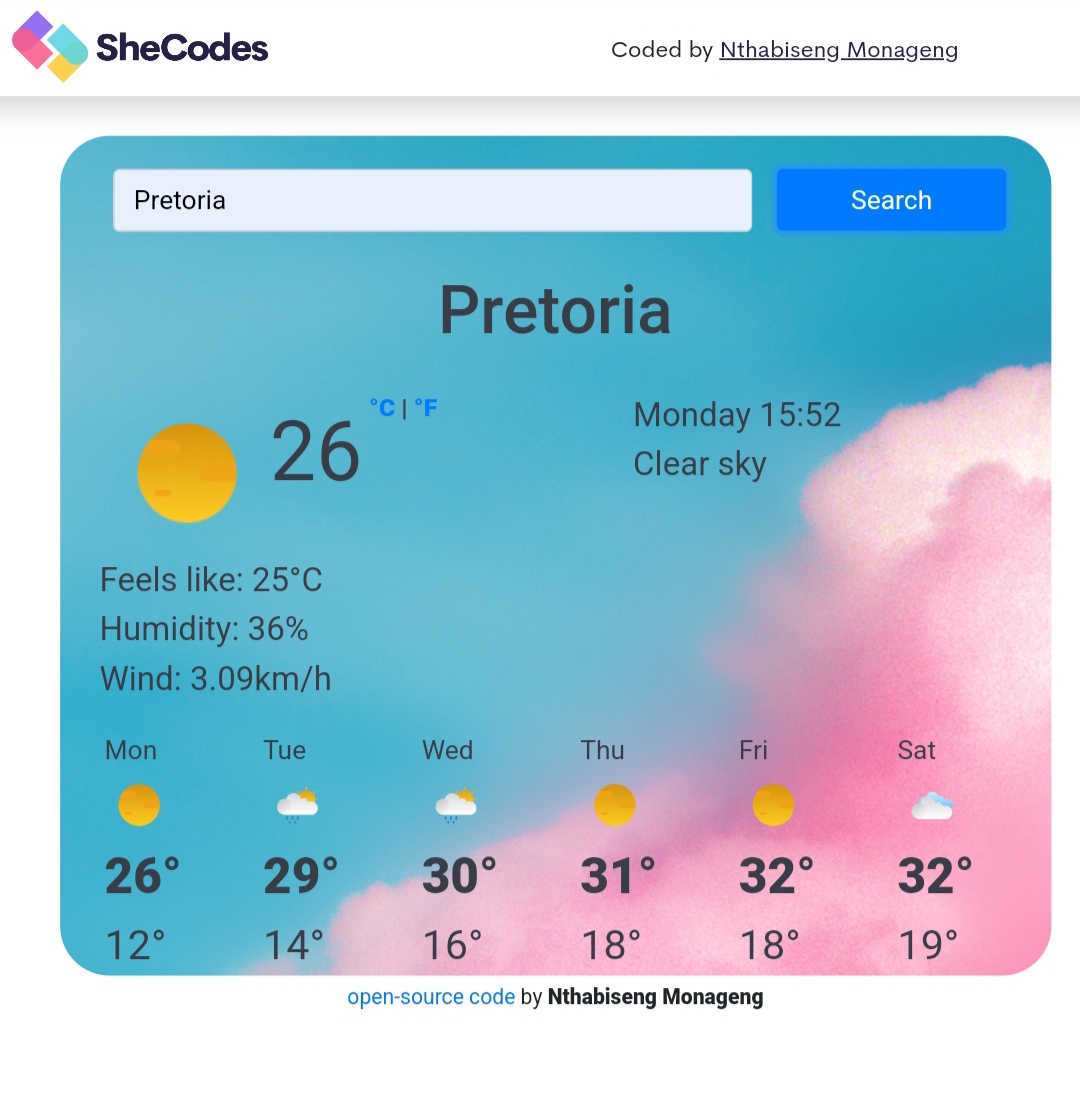 SheCodes
Coded by Nthabiseng Monageng
Pretoria
Search
Pretoria
26 °C | °F
Monday 15:52
Clear sky
Feels like: 25°C
Humidity: 36%
Wind: 3.09km/h
Mon Tue Wed Thu Fri Sat
26° 29° 30° 31° 32° 32°
12° 14° 16° 18° 18° 19°
open-source code by Nthabiseng Monageng